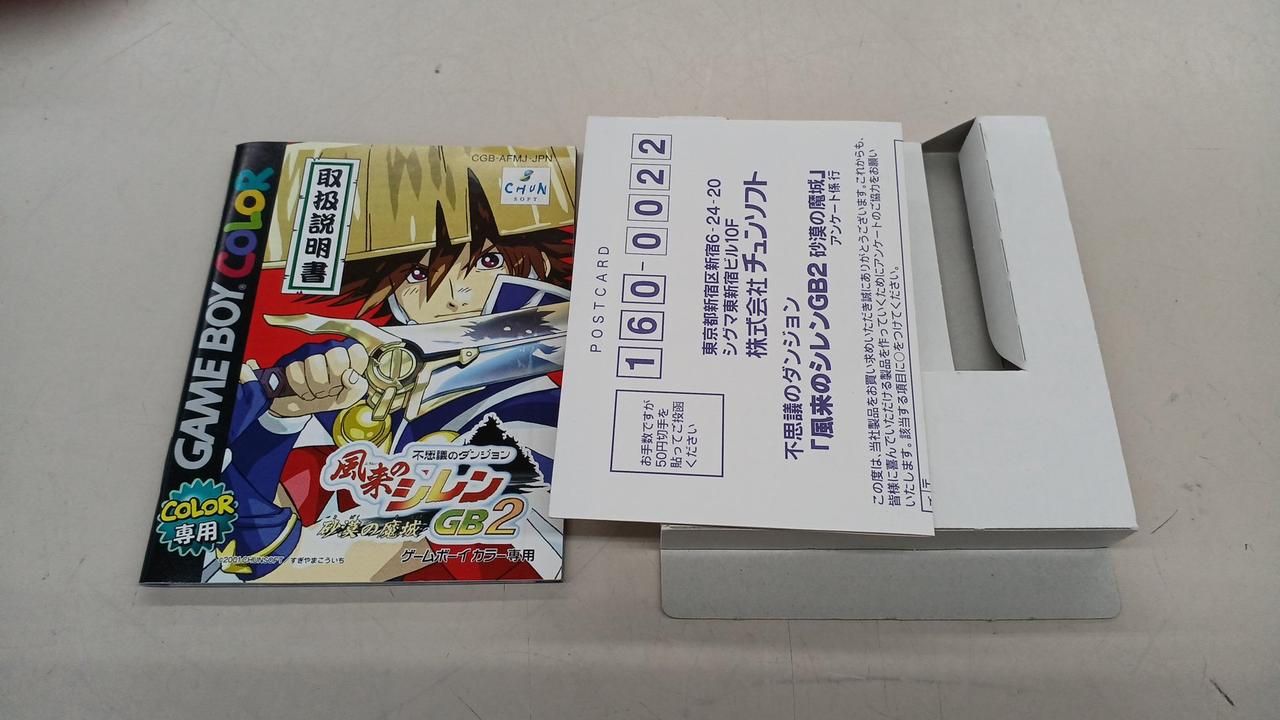 GAME BOY COLOR
CGB-AFMJ-JPN
CHUN
SOFT
取扱説明書
不思議のダンジョン
風来のシレン
GB2
砂漠の魔城
ゲームボーイカラー専用
COLOR
専用
©2001 CHUNSOFT すぎやまこういち
POSTCARD
160-0022
お手数ですが
50円切手を
貼ってご投函
ください
東京都新宿区新宿6-24-20
シグマ東新宿ビル10F
株式会社 チュンソフト
不思議のダンジョン
『風来のシレンGB2 砂漠の魔城』
アンケート係 行
この度は、当社製品をお買い求めいただき誠にありがとうございます。これからも、
皆様に喜んでいただける製品を作っていくためにアンケートのご協力をお願い
いたします。該当する項目に○をつけてください。